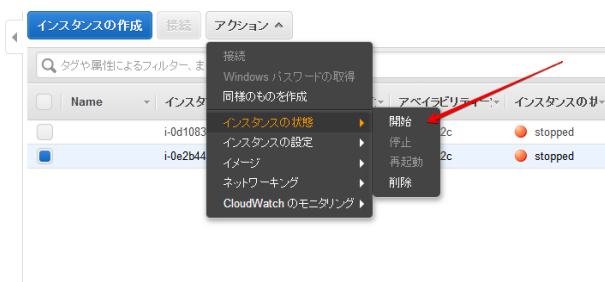 インスタンスの作成 接続 アクション
タグや属性によるフィルター、ま
接続
Windows パスワードの取得
同様のものを作成
Name インスタ アベイラビリティー インスタンスの
インスタンスの状態 開始
i-0d1083 2c stopped
インスタンスの設定 停止
i-0e2b44 2c stopped
イメージ 再起動
ネットワーキング 削除
CloudWatch のモニタリング